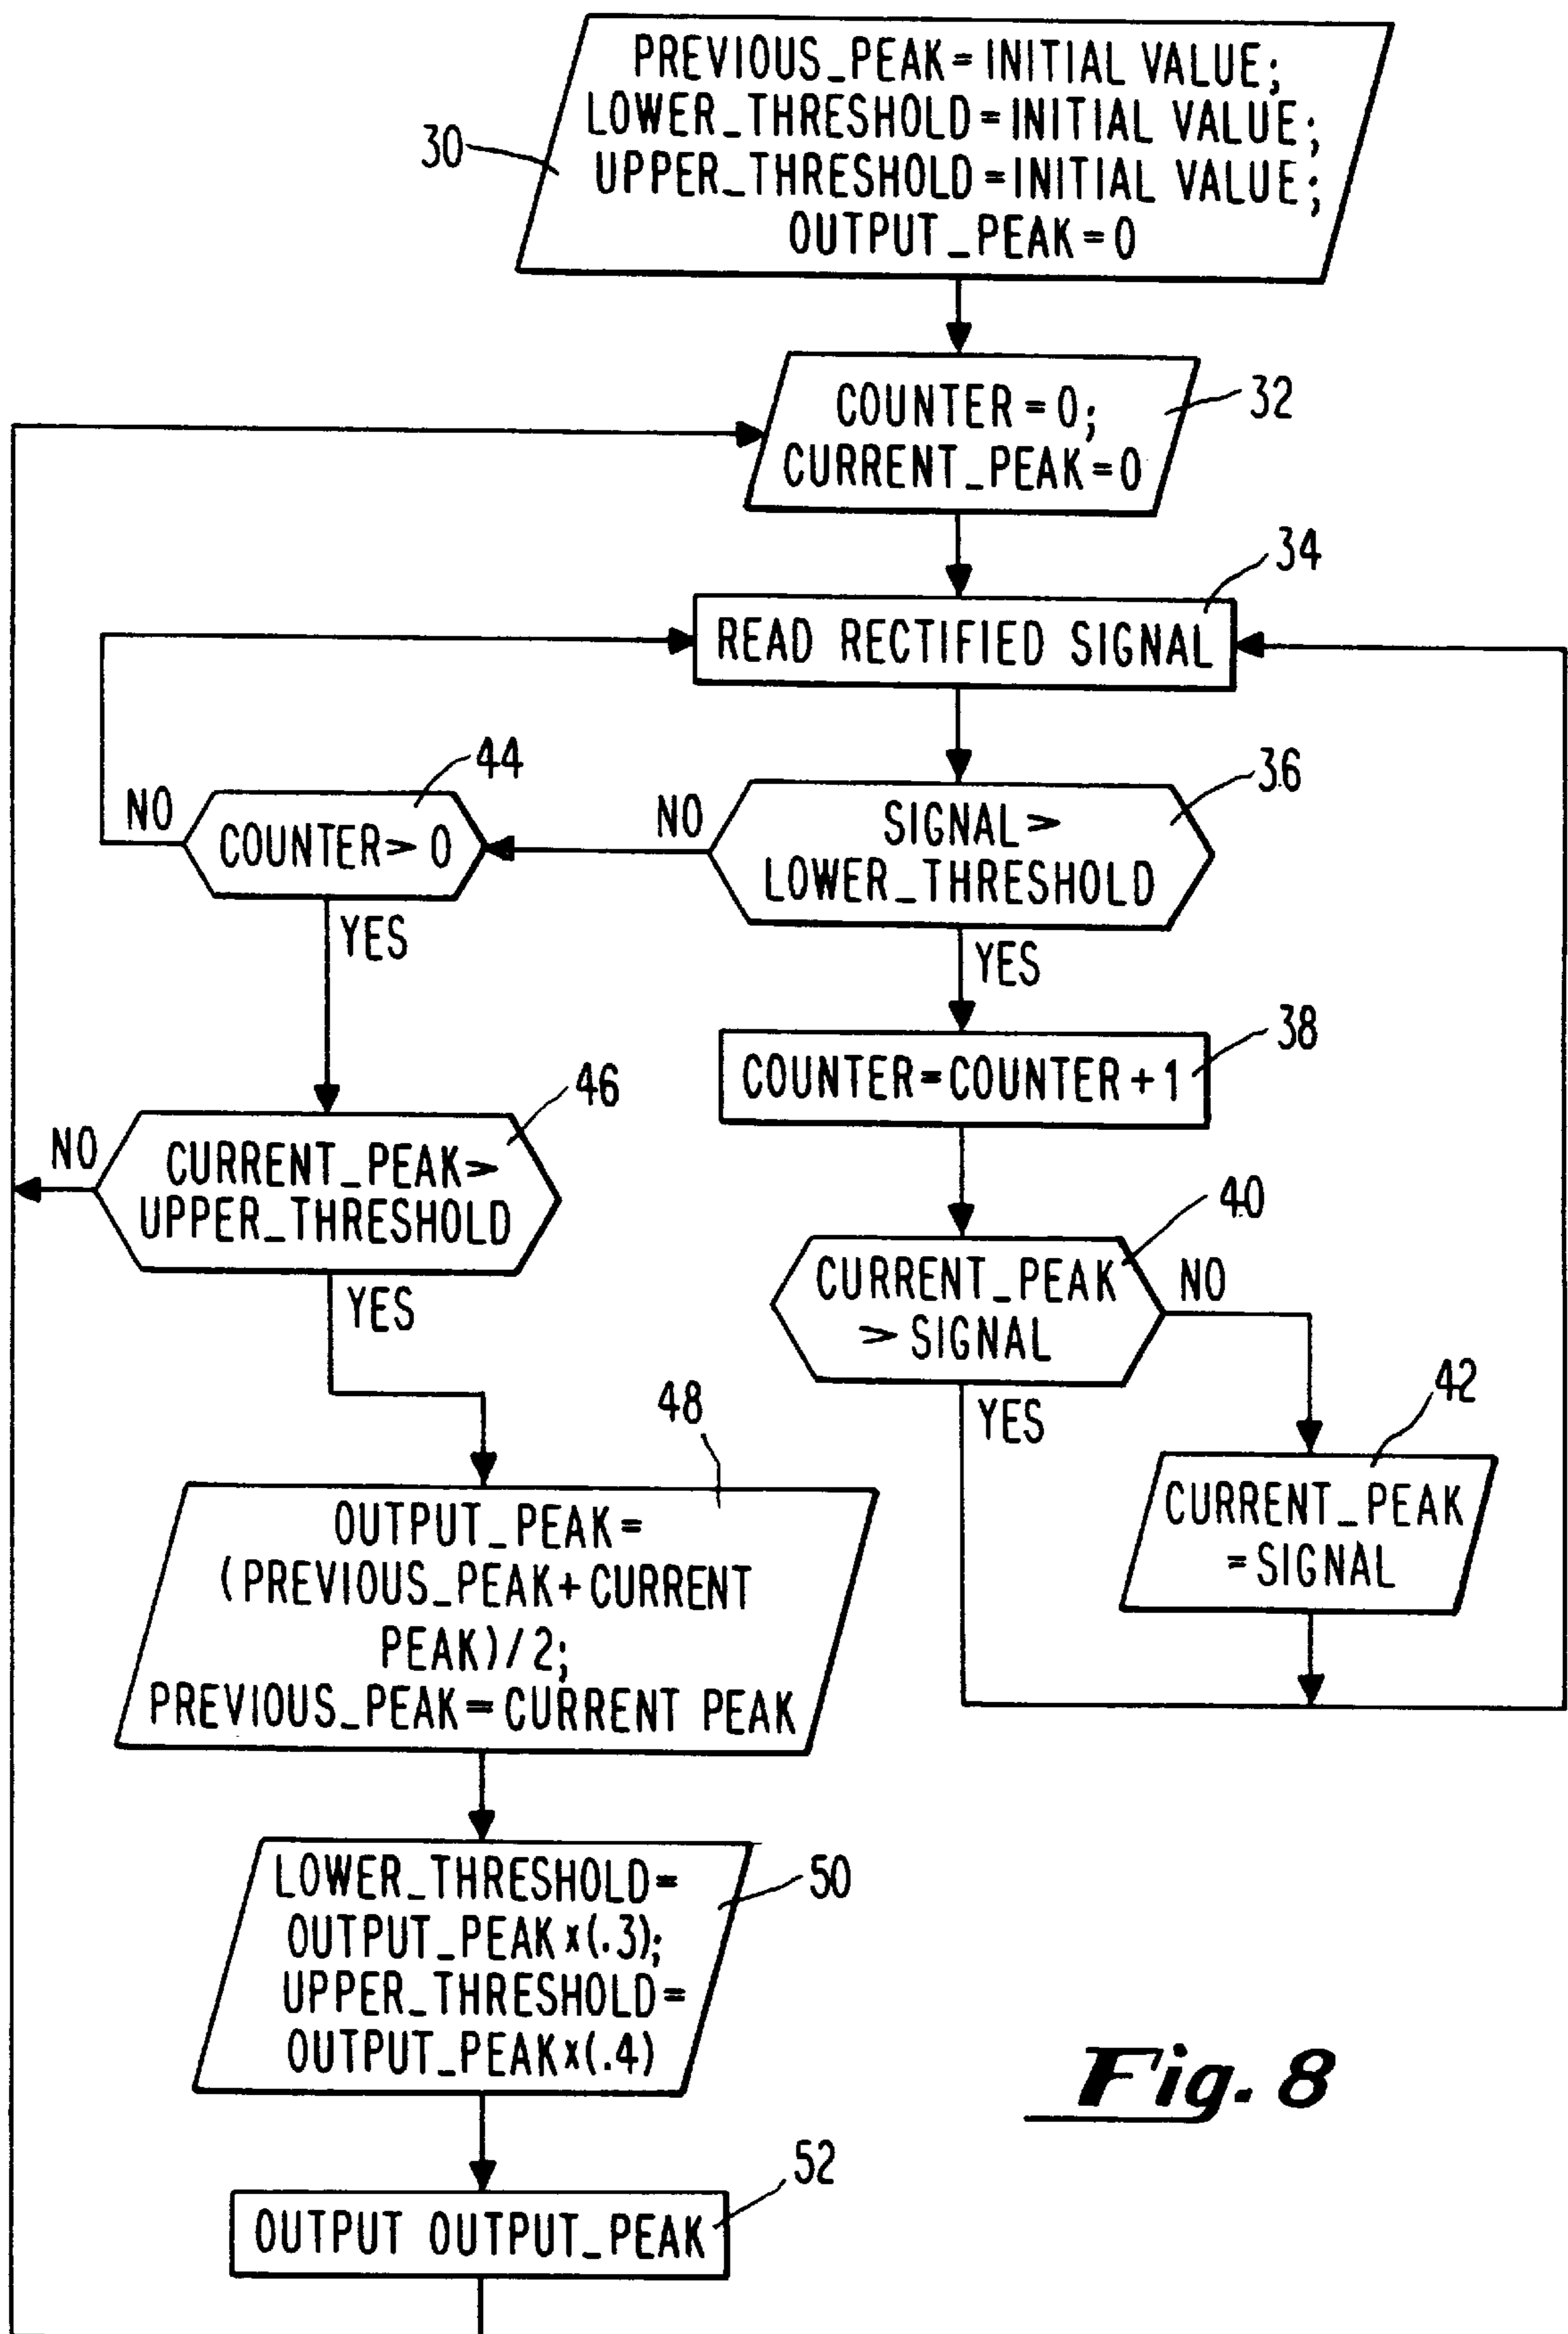 PREVIOUS_PEAK=INITIAL VALUE;
LOWER_THRESHOLD=INITIAL VALUE;
UPPER_THRESHOLD=INITIAL VALUE;
OUTPUT_PEAK=0
30
COUNTER=0;
CURRENT_PEAK=0
32
34
READ RECTIFIED SIGNAL
44
NO
COUNTER>0
YES
36
NO
SIGNAL>
LOWER_THRESHOLD
YES
38
COUNTER=COUNTER+1
46
NO
CURRENT_PEAK>
UPPER_THRESHOLD
YES
40
CURRENT_PEAK
>SIGNAL
NO
YES
42
CURRENT_PEAK
=SIGNAL
48
OUTPUT_PEAK=
(PREVIOUS_PEAK+CURRENT
PEAK)/2;
PREVIOUS_PEAK=CURRENT PEAK
50
LOWER_THRESHOLD=
OUTPUT_PEAKx(.3);
UPPER_THRESHOLD=
OUTPUT_PEAKx(.4)
52
OUTPUT OUTPUT_PEAK
Fig. 8